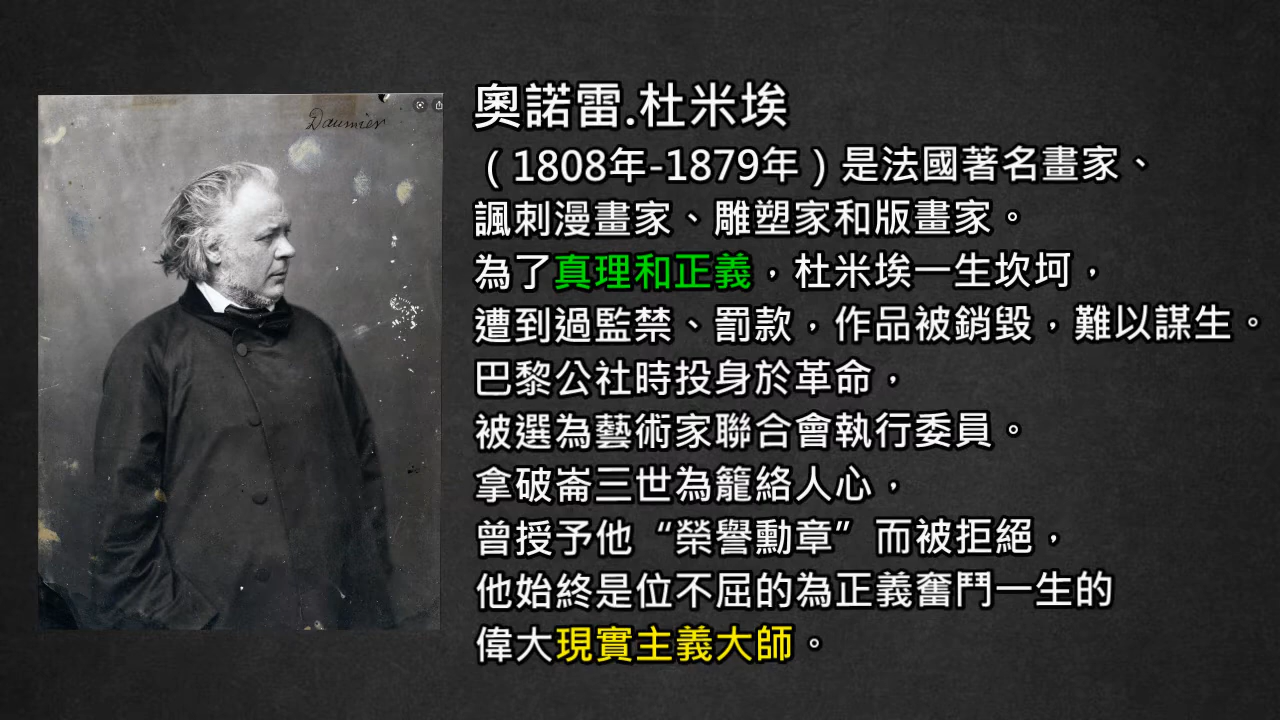 Daumier
奧諾雷.杜米埃
（1808年-1879年）是法國著名畫家、
諷刺漫畫家、雕塑家和版畫家。
為了真理和正義，杜米埃一生坎坷，
遭到過監禁、罰款，作品被銷毀，難以謀生。
巴黎公社時投身於革命，
被選為藝術家聯合會執行委員。
拿破崙三世為籠絡人心，
曾授予他“榮譽勳章”而被拒絕，
他始終是位不屈的為正義奮鬥一生的
偉大現實主義大師。